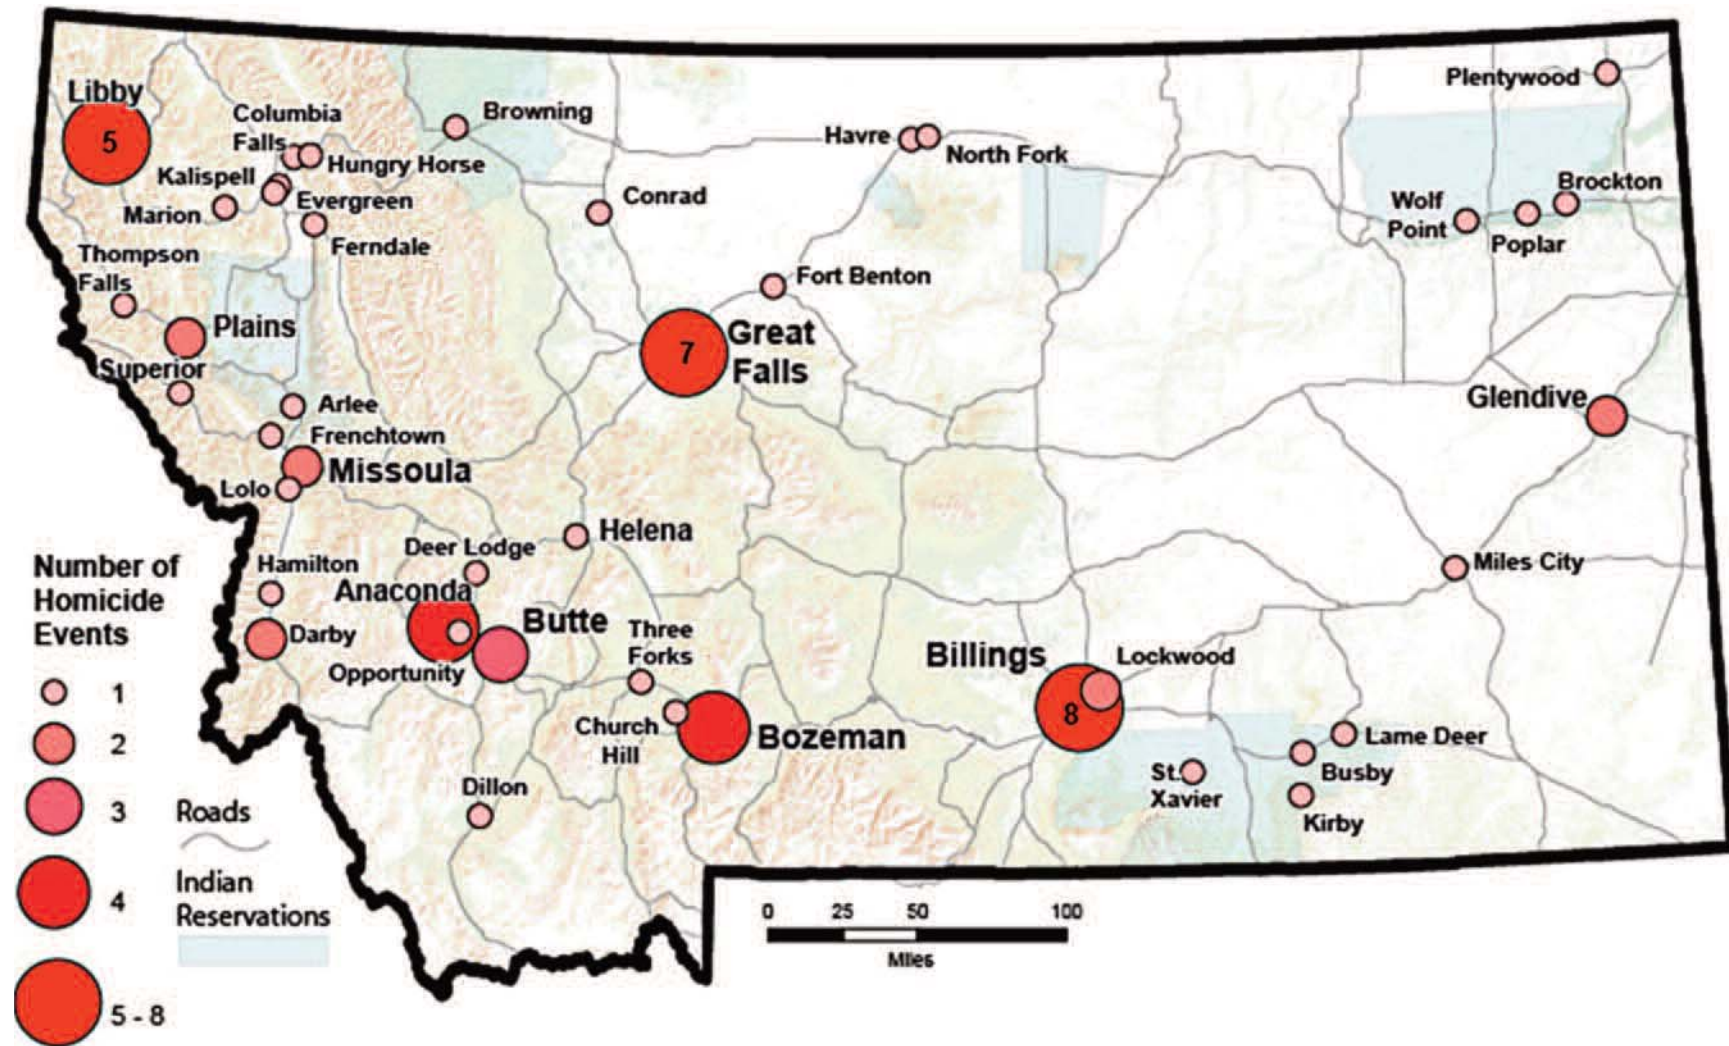 Libby
5
Columbia
Falls
Hungry Horse
Kalispell
Evergreen
Marion
Ferndale
Browning
Conrad
Havre
North Fork
Fort Benton
Plentywood
Wolf
Point
Poplar
Brockton
Thompson
Falls
Plains
Superior
Arlee
Frenchtown
Missoula
Lolo
7
Great
Falls
Glendive
Helena
Deer Lodge
Hamilton
Anaconda
Darby
Butte
Opportunity
Three
Forks
Church
Hill
Bozeman
Dillon
Billings
Lockwood
8
Miles City
Lame Deer
Busby
St.
Xavier
Kirby
Number of
Homicide
Events
1
2
3
4
5 - 8
Roads
Indian
Reservations
0 25 50 100
Miles